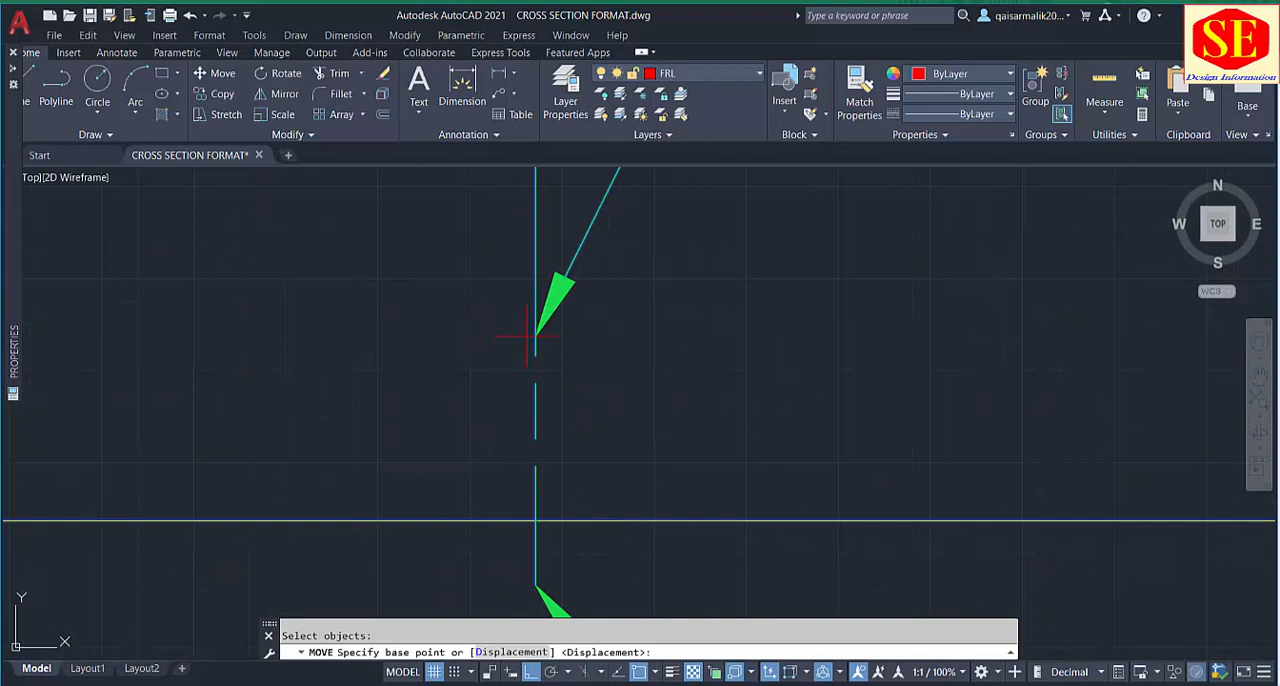 Autodesk AutoCAD 2021 CROSS SECTION FORMAT.dwg
Type a keyword or phrase
qaisarmalik20...
SE
Design Information
File Edit View Insert Format Tools Draw Dimension Modify Parametric Express Window Help
ome Insert Annotate Parametric View Manage Output Add-ins Collaborate Express Tools Featured Apps
ne Polyline Circle Arc
Move Rotate Trim
Copy Mirror Fillet
Stretch Scale Array
Text Dimension Table
Layer Properties
FRL
Insert
Match Properties
ByLayer
ByLayer
ByLayer
Group
Measure
Paste
Base
Draw Modify Annotation Layers Block Properties Groups Utilities Clipboard View
Start CROSS SECTION FORMAT*
Top][2D Wireframe]
N
W TOP E
S
WCS
PROPERTIES
Y
X
Select objects:
MOVE Specify base point or [Displacement] <Displacement>:
Model Layout1 Layout2 +
MODEL 1:1 / 100% Decimal